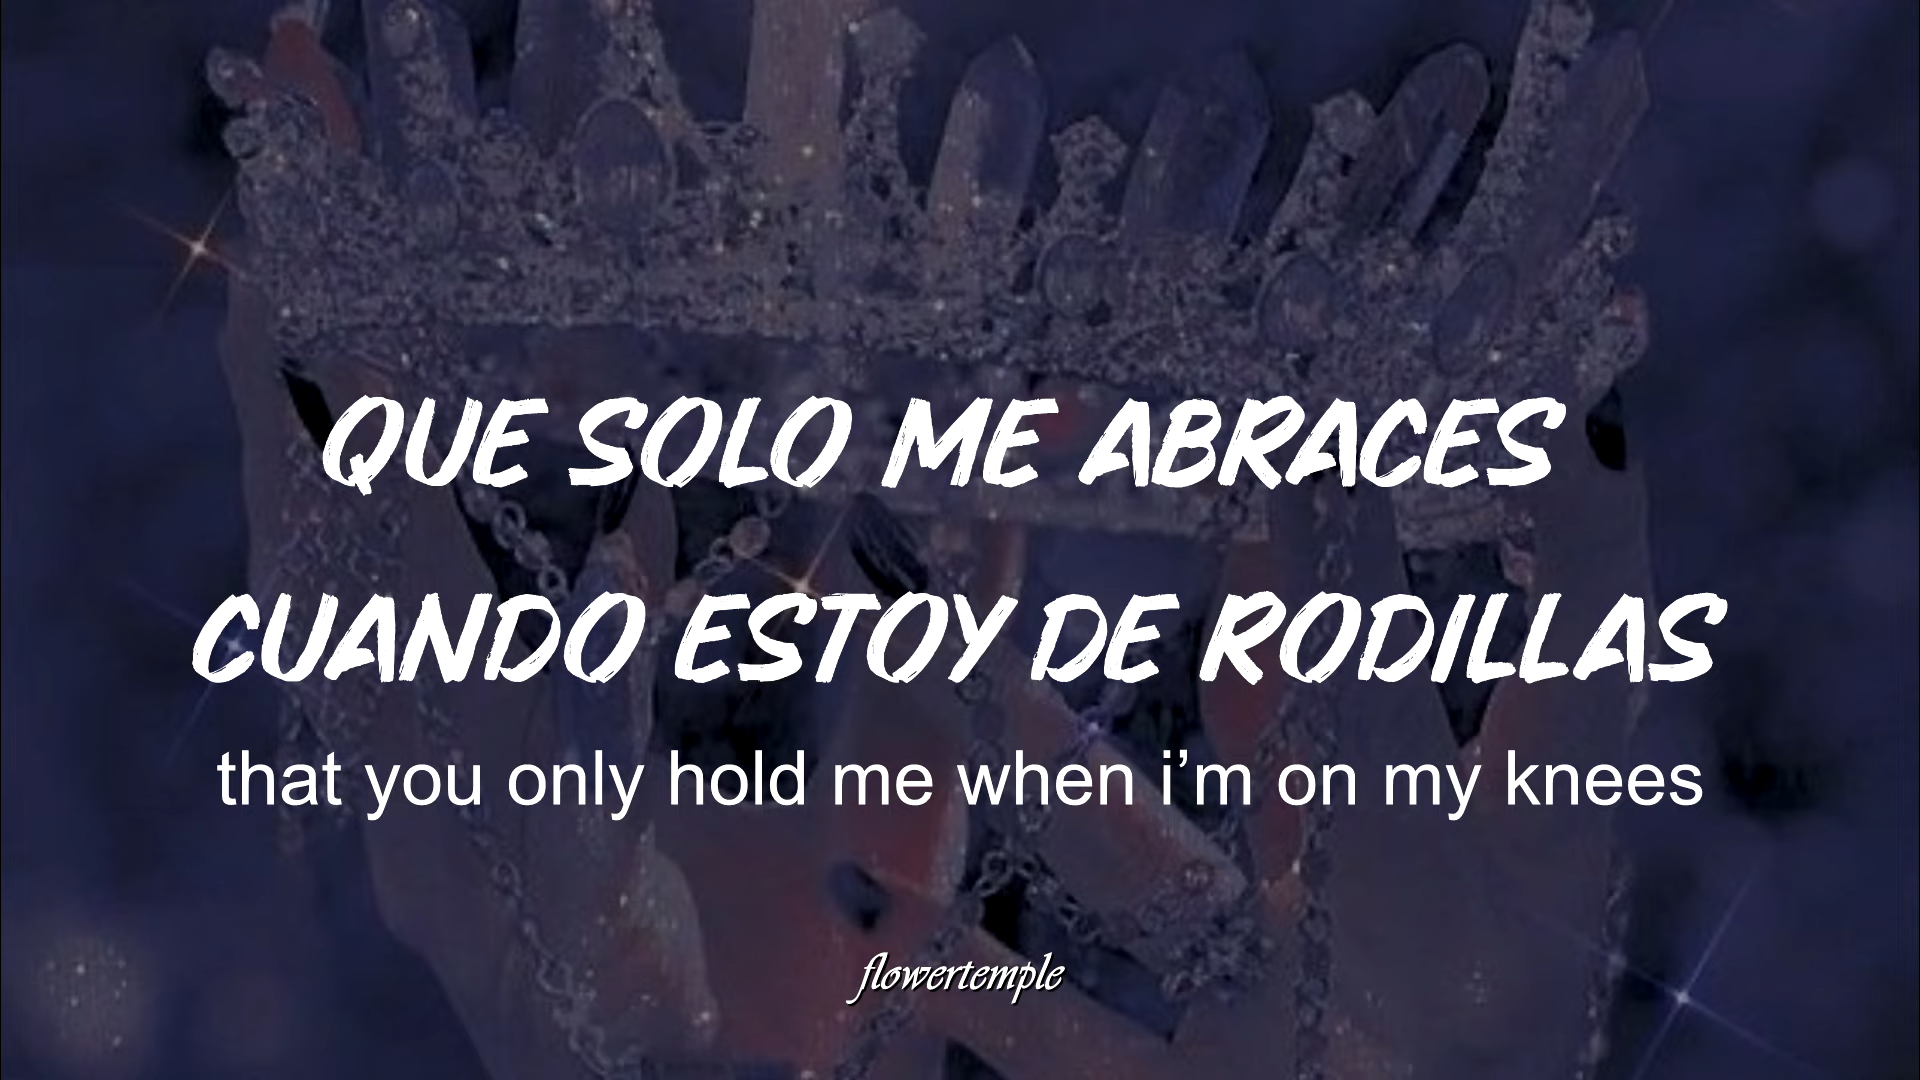 QUE SOLO ME ABRACES
CUANDO ESTOY DE RODILLAS
that you only hold me when i’m on my knees
flowertemple